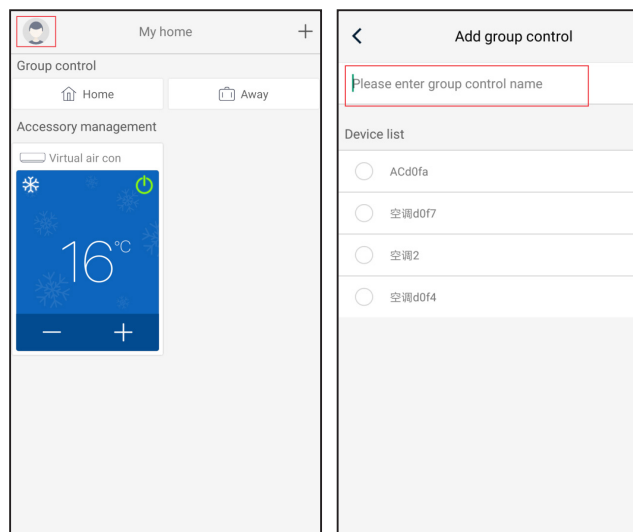 My home
Group control
Home
Away
Accessory management
Virtual air con
16°C
Add group control
Please enter group control name
Device list
ACd0fa
空调d0f7
空调2
空调d0f4